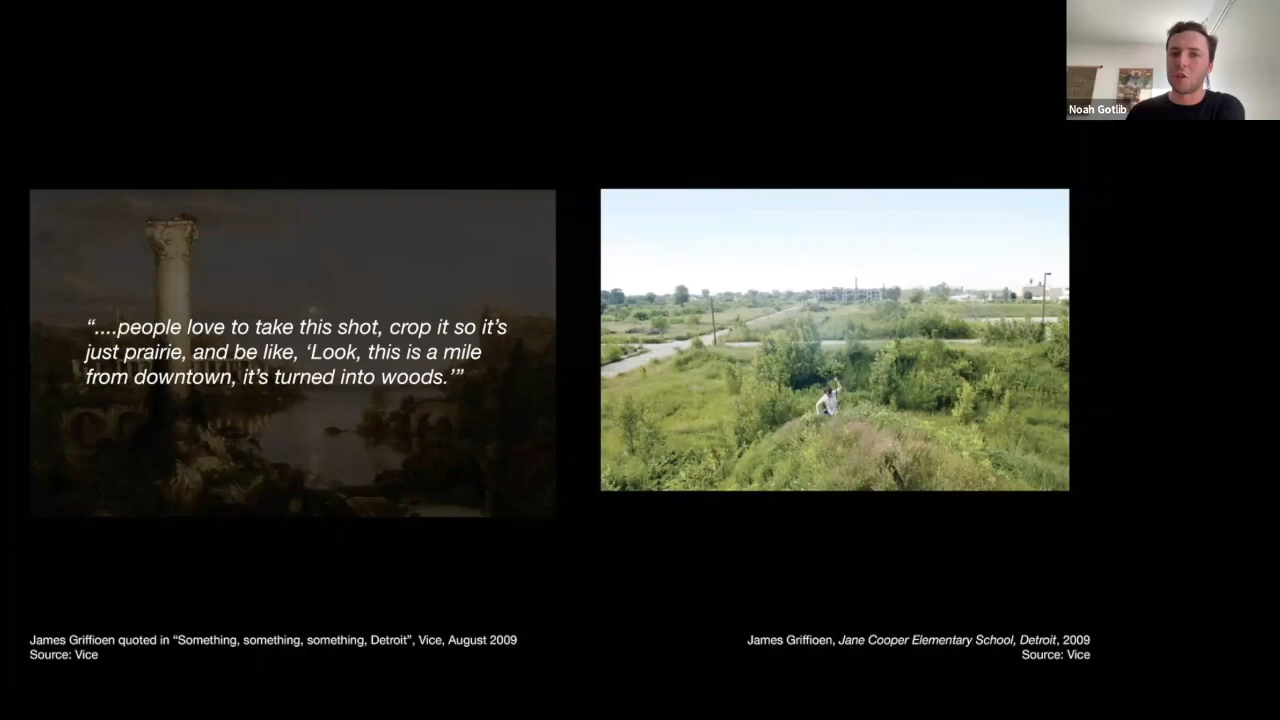 Noah Gotlib
“....people love to take this shot, crop it so it’s
just prairie, and be like, ‘Look, this is a mile
from downtown, it’s turned into woods.’”
James Griffioen quoted in “Something, something, something, Detroit”, Vice, August 2009
Source: Vice
James Griffioen, Jane Cooper Elementary School, Detroit, 2009
Source: Vice